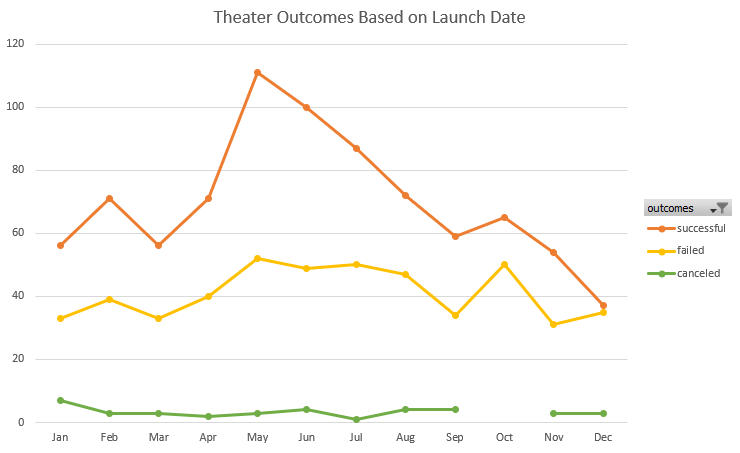 Theater Outcomes Based on Launch Date
120
100
80
60
40
20
0
Jan Feb Mar Apr May Jun Jul Aug Sep Oct Nov Dec
outcomes
successful
failed
canceled